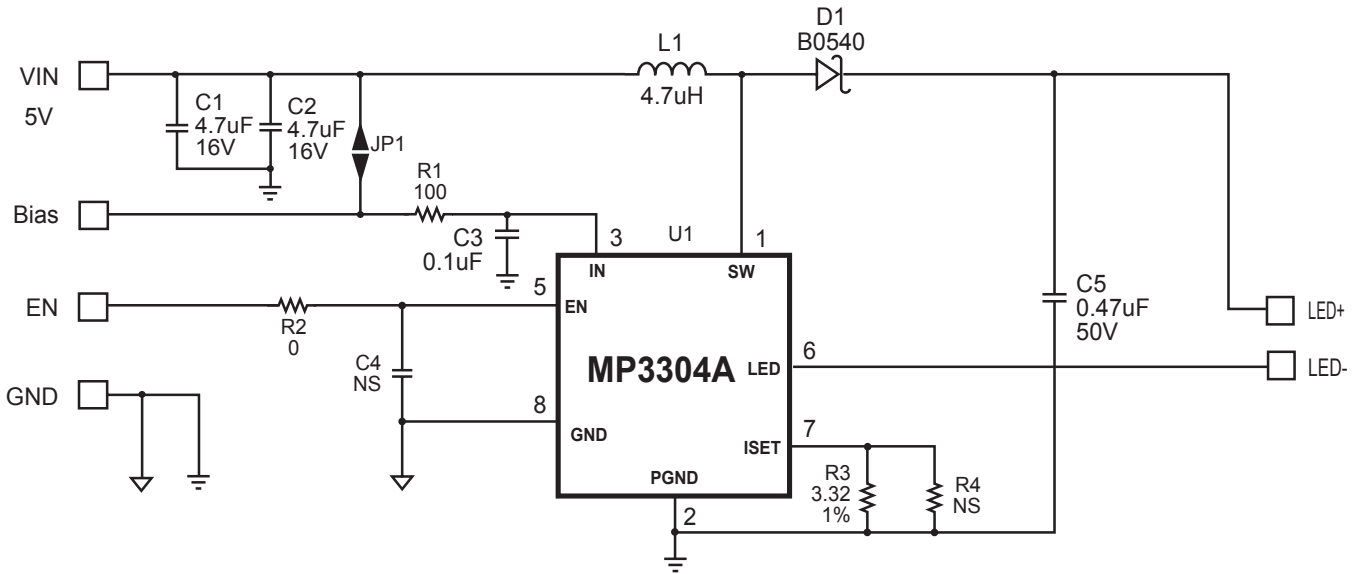 D1
B0540
L1
4.7uH
VIN
5V
C1
4.7uF
16V
C2
4.7uF
16V
JP1
R1
100
Bias
C3
0.1uF
3
U1
1
IN
SW
C5
0.47uF
50V
EN
R2
0
5
EN
C4
NS
MP3304A
LED
6
LED+
LED-
GND
8
GND
ISET
7
PGND
2
R3
3.32
1%
R4
NS